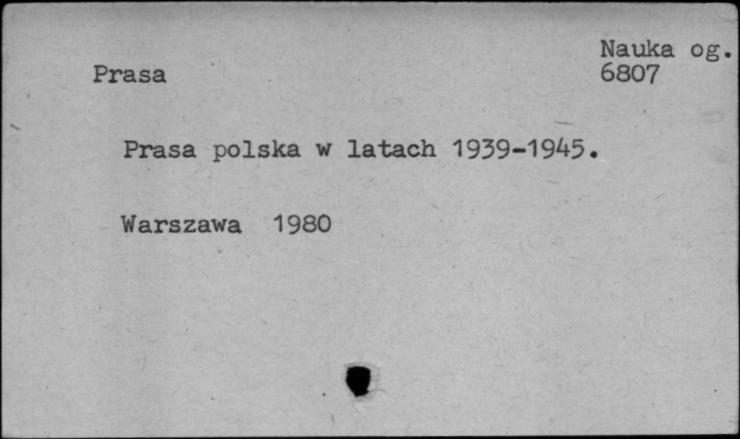 Nauka og.
Prasa 6807
Prasa polska w latach 1939-1945.
Warszawa 1980